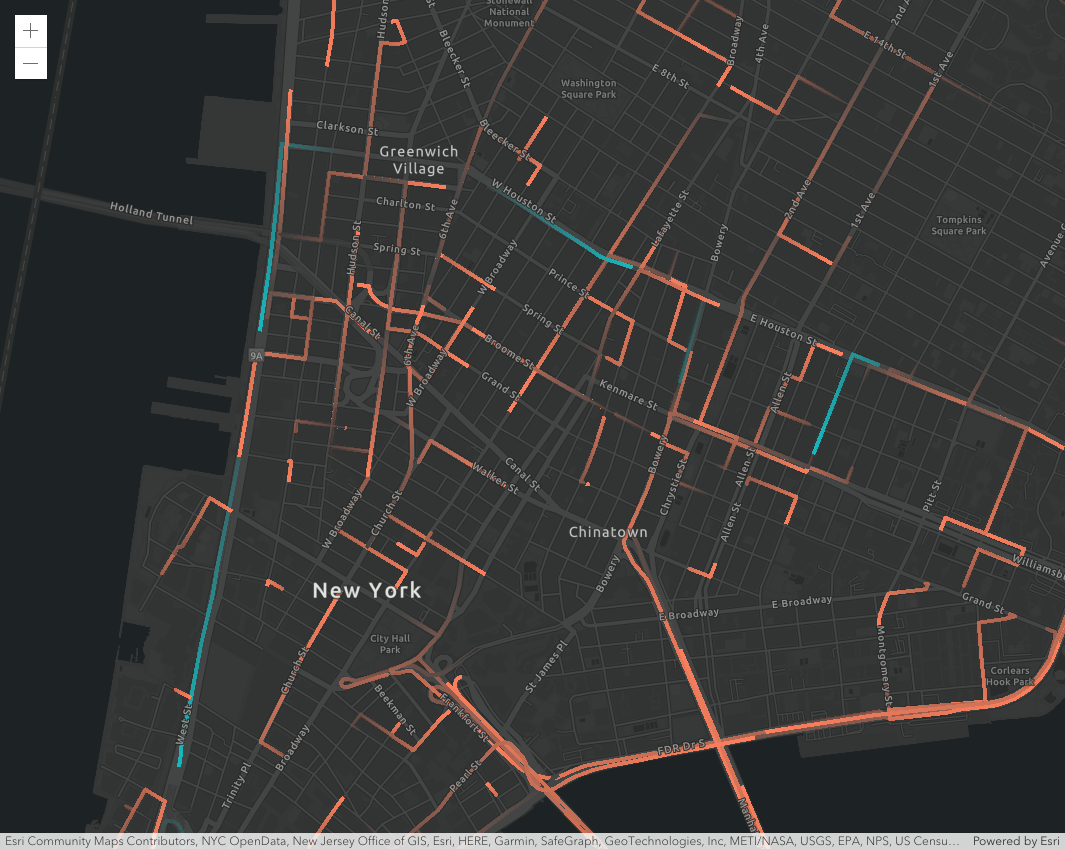 Stonewall
National
Monument
Hudson
Bleecker St
Broadway
4th Ave
2nd A
E 14th St
1st Ave
E 8th St
Washington
Square Park
Clarkson St
Bleecker St
Greenwich
Village
W Houston St
Charlton St
6th Ave
Lafayette St
2nd Ave
1st Ave
Holland Tunnel
Bowery
Tompkins
Square Park
Avenue C
Hudson St
Spring St
W Broadway
Prince St
Spring St
Canal St
E Houston St
9A
6th Ave
Broome St
W Broadway
Grand St
Kenmare St
Allen St
Bowery
Walker St
Canal St
Chrystie St
Allen St
Pitt St
W Broadway
Church St
Allen St
Chinatown
Williamsb
New York
Bowery
E Broadway
E Broadway
Grand St
City Hall
Park
Montgomery St
St James Pl
Church St
Corlears
Hook Park
West St
Beekman St
Frankfort St
Broadway
FDR Dr S
Trinity Pl
Pearl St
Manha
Esri Community Maps Contributors, NYC OpenData, New Jersey Office of GIS, Esri, HERE, Garmin, SafeGraph, GeoTechnologies, Inc, METI/NASA, USGS, EPA, NPS, US Censu... Powered by Esri